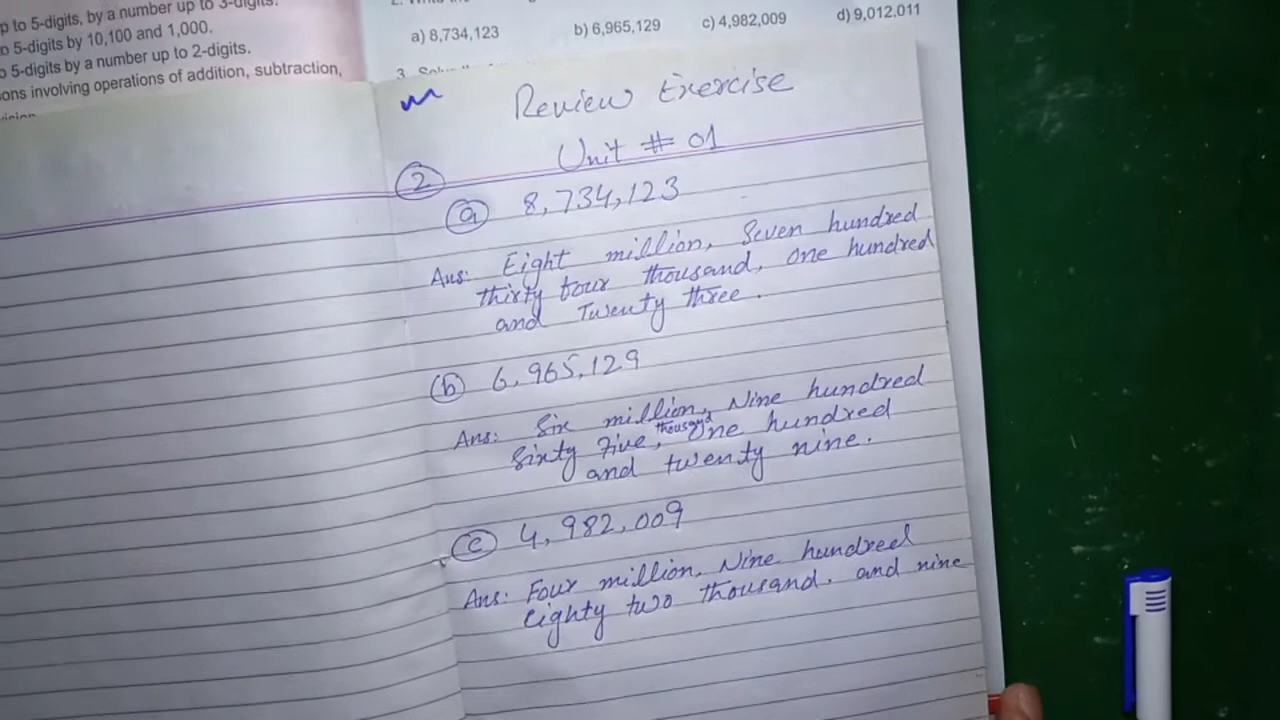 p to 5-digits, by a number up to 3-digits.
o 5-digits by 10,100 and 1,000.
o 5-digits by a number up to 2-digits.
ons involving operations of addition, subtraction,
a) 8,734,123 b) 6,965,129 c) 4,982,009 d) 9,012,011
3.
Review Exercise
Unit # 01
2
a 8,734,123
Ans: Eight million, Seven hundred
thirty four thousand, one hundred
and Twenty three.
b 6,965,129
Ans: Six million, Nine hundred
Sixty Five, thousand One hundred
and twenty nine.
c 4,982,009
Ans: Four million, Nine hundred
eighty two thousand, and nine